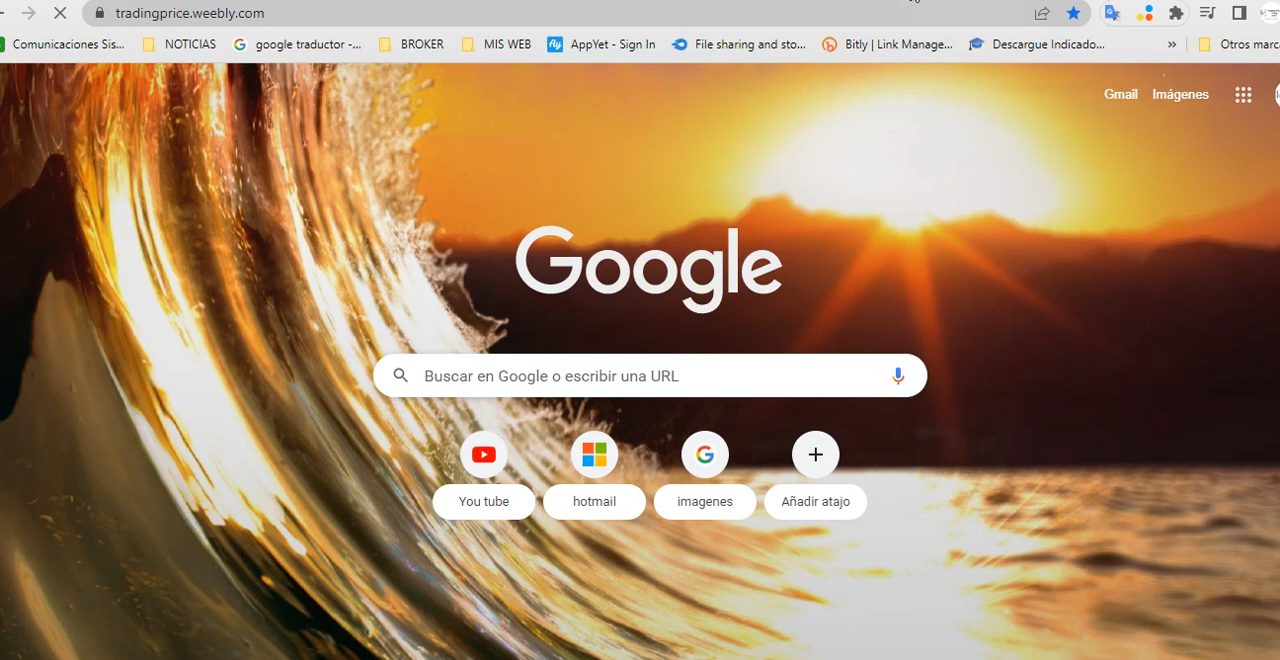 tradingprice.weebly.com
Comunicaciones Sis... NOTICIAS google traductor -... BROKER MIS WEB AppYet - Sign In File sharing and sto... Bitly | Link Manage... Descargue Indicado... » Otros marc
Gmail Imágenes
Google
Buscar en Google o escribir una URL
You tube hotmail imagenes Añadir atajo